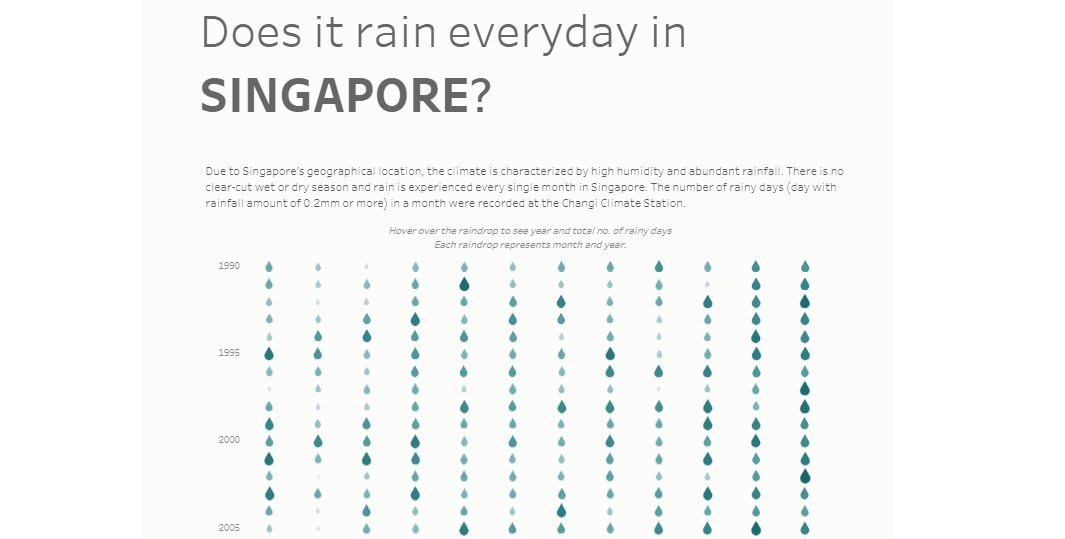 Does it rain everyday in
SINGAPORE?
Due to Singapore's geographical location, the climate is characterized by high humidity and abundant rainfall. There is no
clear-cut wet or dry season and rain is experienced every single month in Singapore. The number of rainy days (day with
rainfall amount of 0.2mm or more) in a month were recorded at the Changi Climate Station.
Hover over the raindrop to see year and total no. of rainy days
Each raindrop represents month and year.
1990
1995
2000
2005